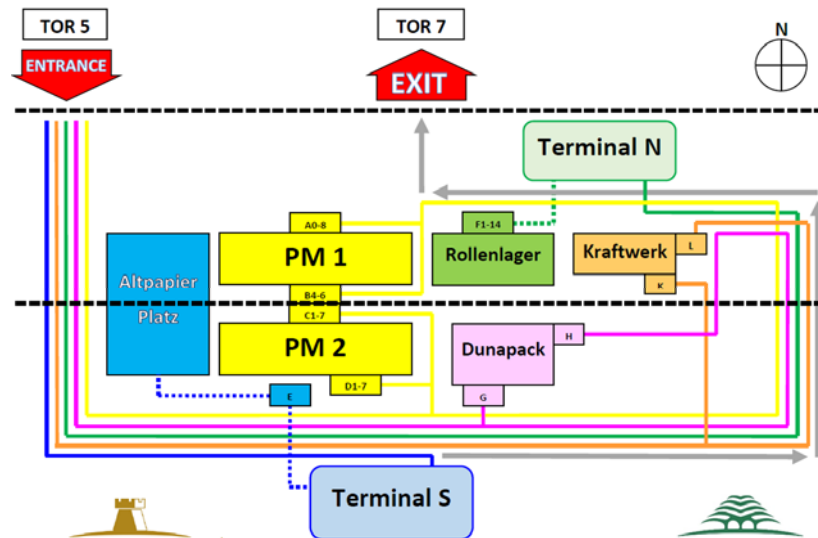 TOR 5
TOR 7
ENTRANCE
EXIT
N
Terminal N
A0-8
F1-14
PM 1
Rollenlager
Kraftwerk
L
K
Altpapier
Platz
B4-6
C1-7
PM 2
Dunapack
H
D1-7
E
G
Terminal S